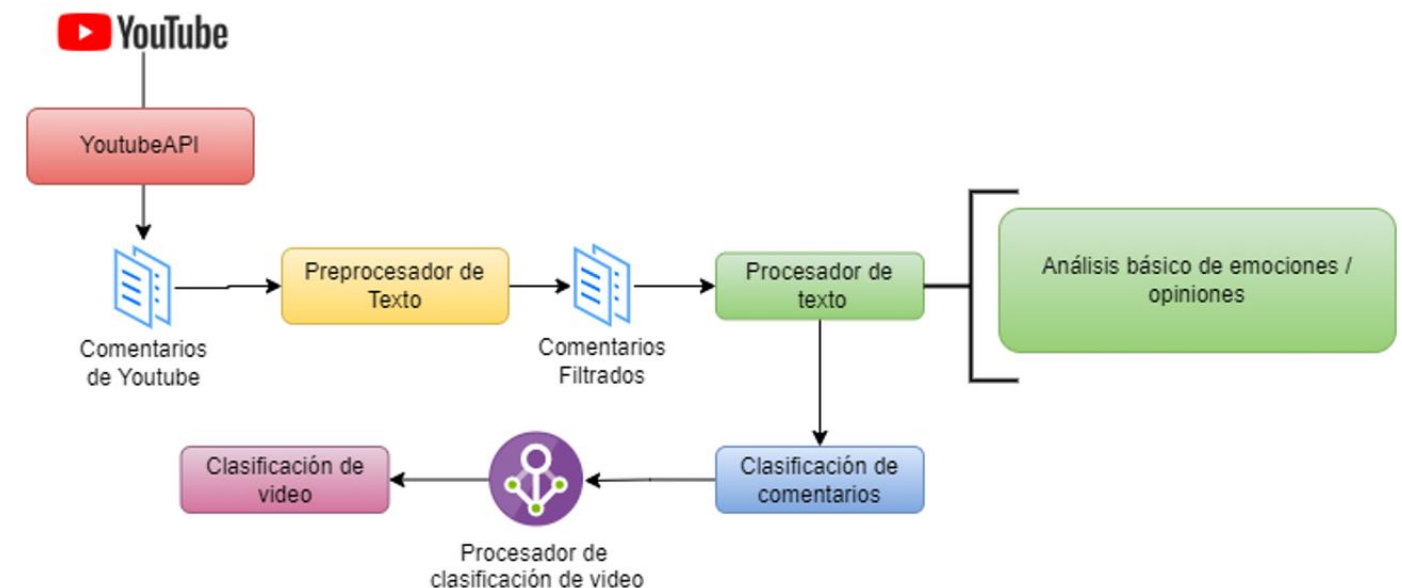 YouTube
YoutubeAPI
Comentarios
de Youtube
Preprocesador de
Texto
Comentarios
Filtrados
Procesador de
texto
Análisis básico de emociones /
opiniones
Clasificación de
comentarios
Procesador de
clasificación de video
Clasificación de
video